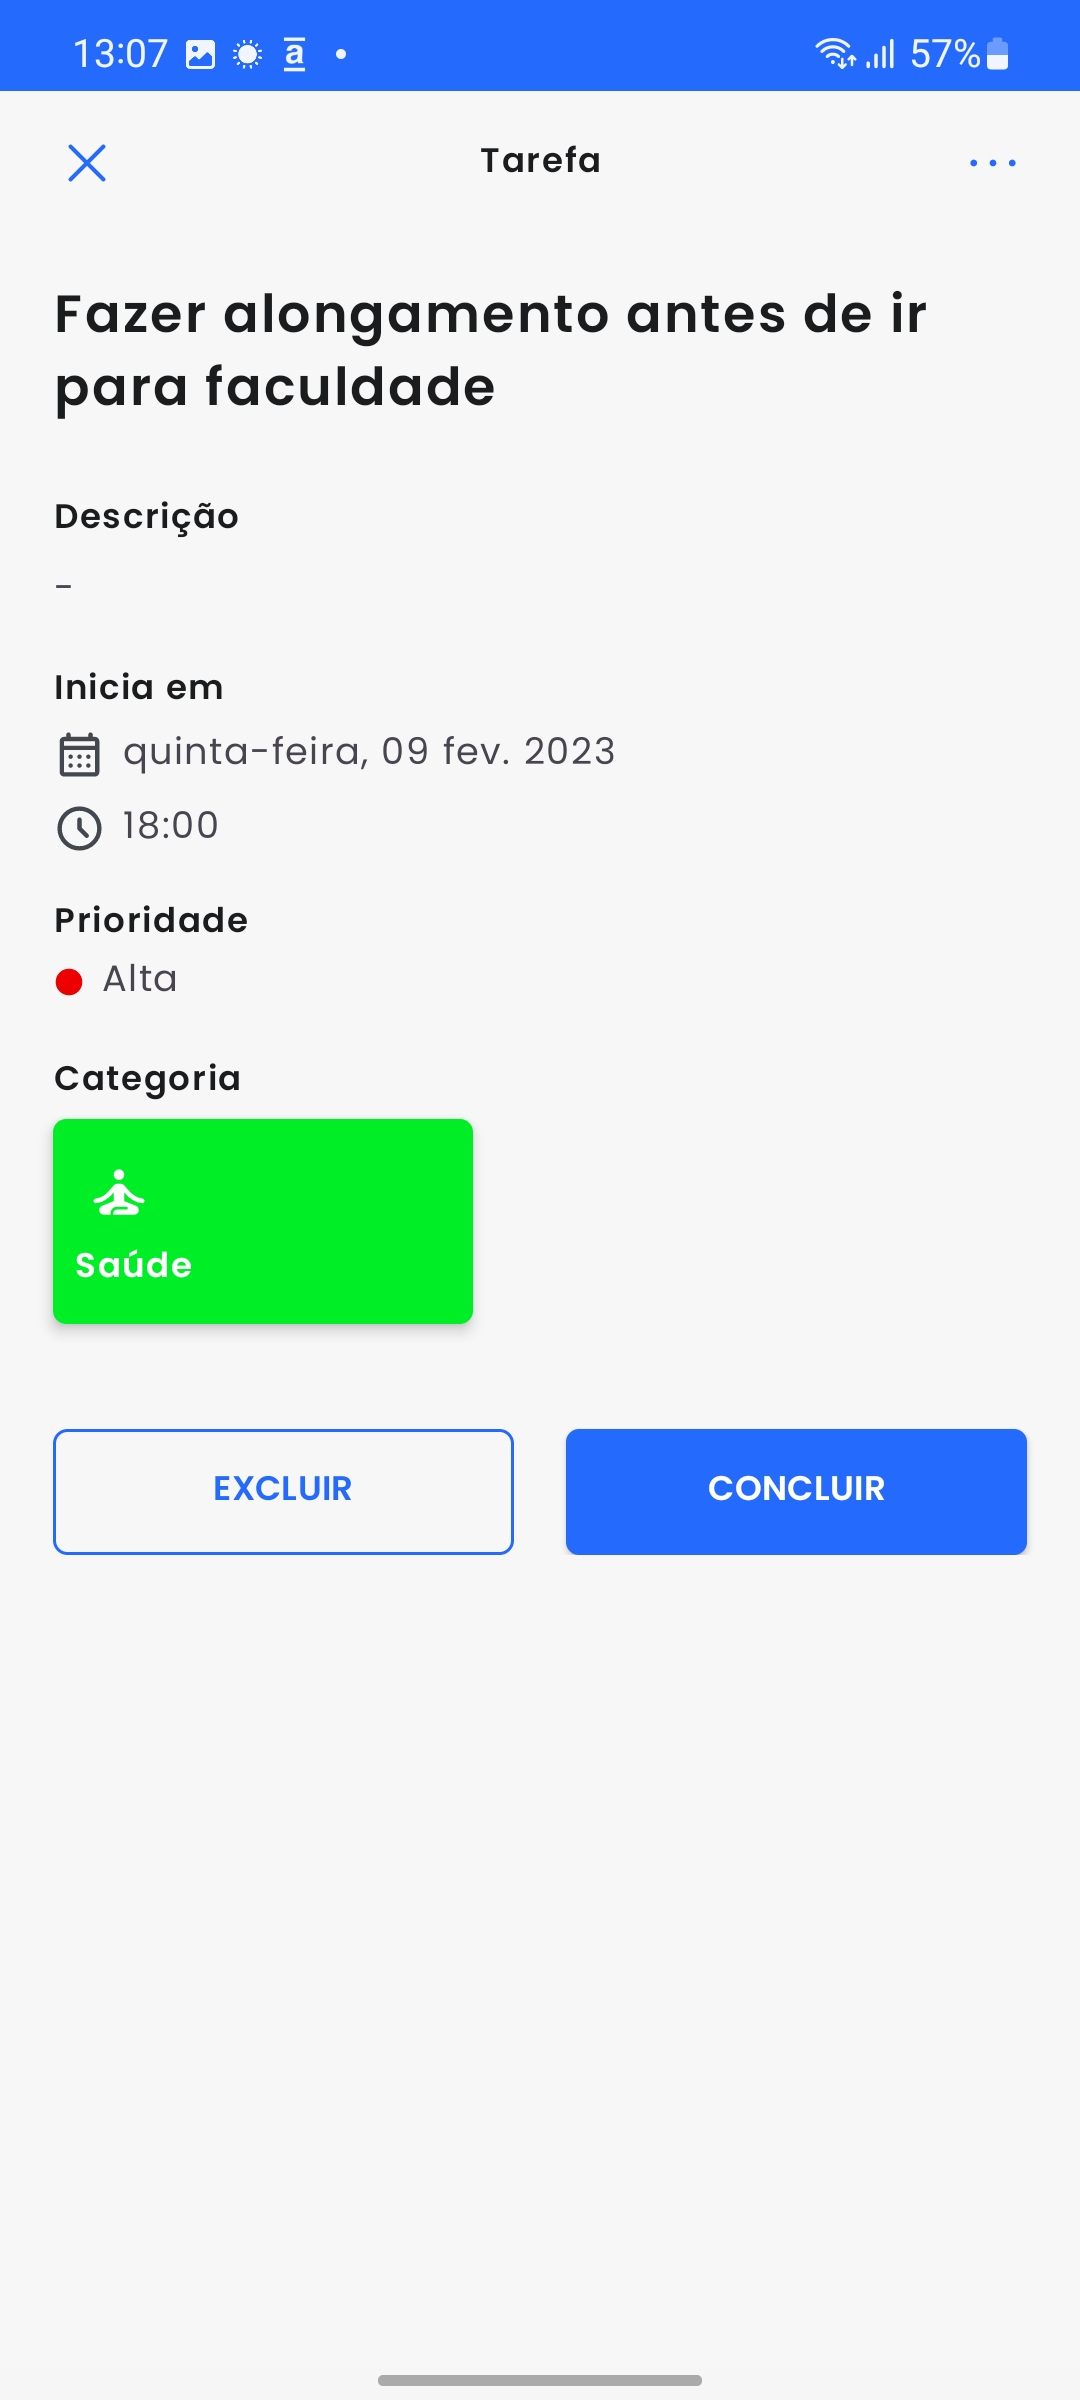 13:07 a 57%
Tarefa
Fazer alongamento antes de ir
para faculdade
Descrição
-
Inicia em
quinta-feira, 09 fev. 2023
18:00
Prioridade
Alta
Categoria
Saúde
EXCLUIR CONCLUIR